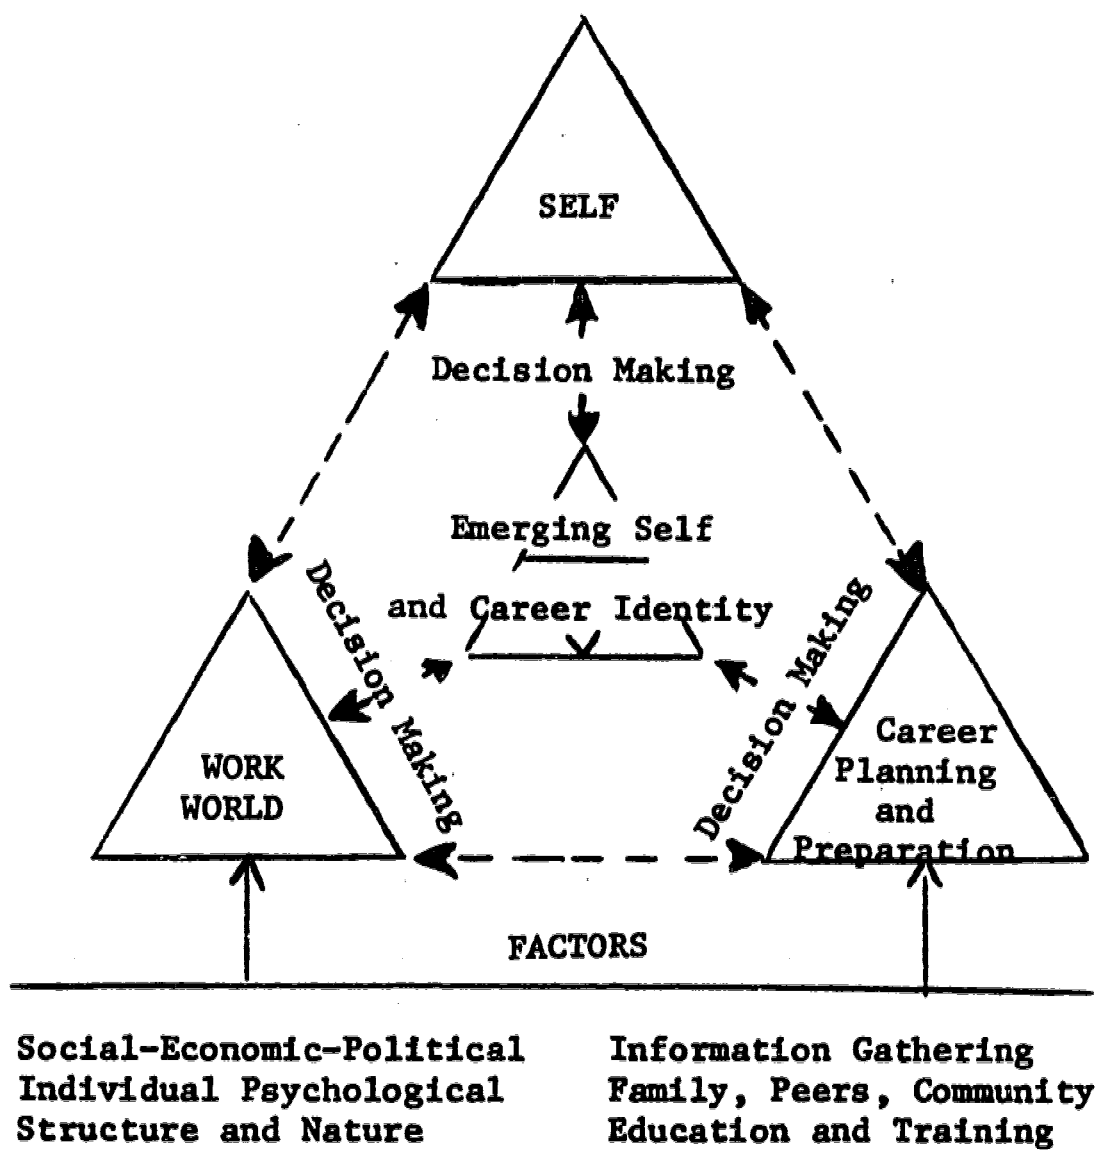 SELF
Decision Making
Emerging Self
and Career Identity
Decision Making
Decision Making
WORK
WORLD
Career
Planning
and
Preparation
FACTORS
Social-Economic-Political
Individual Psychological
Structure and Nature
Information Gathering
Family, Peers, Community
Education and Training